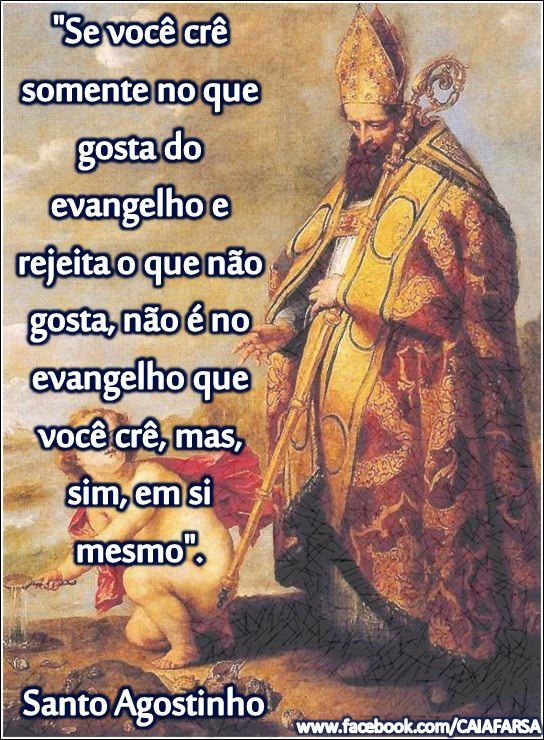 "Se você crê
somente no que
gosta do
evangelho e
rejeita o que não
gosta, não é no
evangelho que
você crê, mas,
sim, em si
mesmo".
Santo Agostinho
www.facebook.com/CAIAFARSA